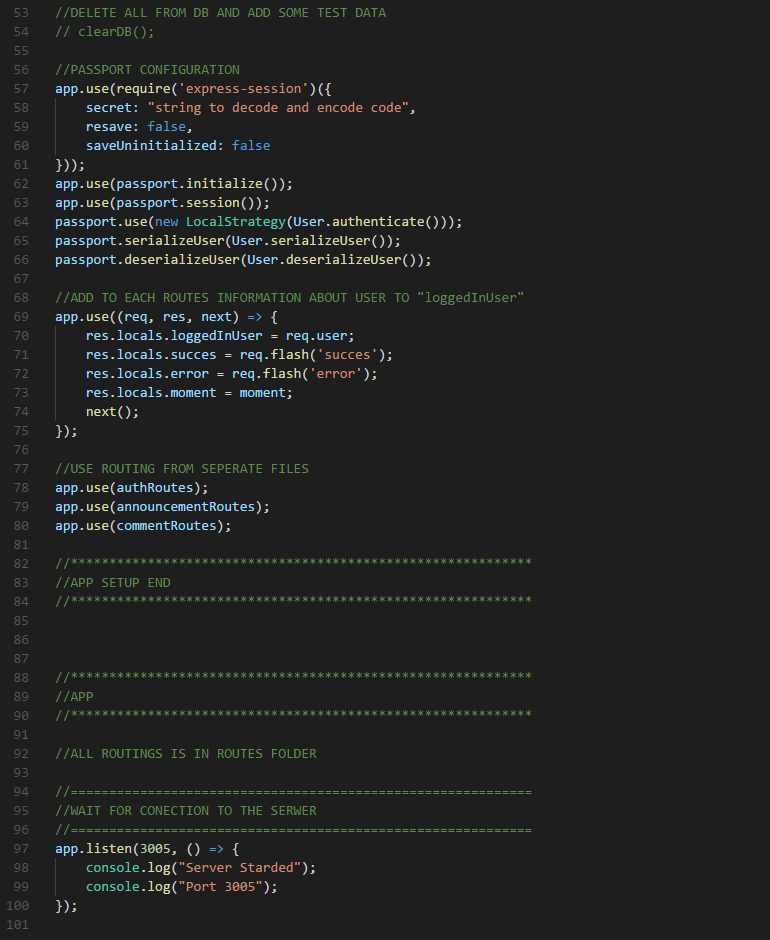 53 //DELETE ALL FROM DB AND ADD SOME TEST DATA
54 // clearDB();
55
56 //PASSPORT CONFIGURATION
57 app.use(require('express-session')({
58     secret: "string to decode and encode code",
59     resave: false,
60     saveUninitialized: false
61 }));
62 app.use(passport.initialize());
63 app.use(passport.session());
64 passport.use(new LocalStrategy(User.authenticate()));
65 passport.serializeUser(User.serializeUser());
66 passport.deserializeUser(User.deserializeUser());
67
68 //ADD TO EACH ROUTES INFORMATION ABOUT USER TO "loggedInUser"
69 app.use((req, res, next) => {
70     res.locals.loggedInUser = req.user;
71     res.locals.succes = req.flash('succes');
72     res.locals.error = req.flash('error');
73     res.locals.moment = moment;
74     next();
75 });
76
77 //USE ROUTING FROM SEPERATE FILES
78 app.use(authRoutes);
79 app.use(announcementRoutes);
80 app.use(commentRoutes);
81
82 //************************************************************
83 //APP SETUP END
84 //************************************************************
85
86
87
88 //************************************************************
89 //APP
90 //************************************************************
91
92 //ALL ROUTINGS IS IN ROUTES FOLDER
93
94 //============================================================
95 //WAIT FOR CONECTION TO THE SERWER
96 //============================================================
97 app.listen(3005, () => {
98     console.log("Server Starded");
99     console.log("Port 3005");
100 });
101